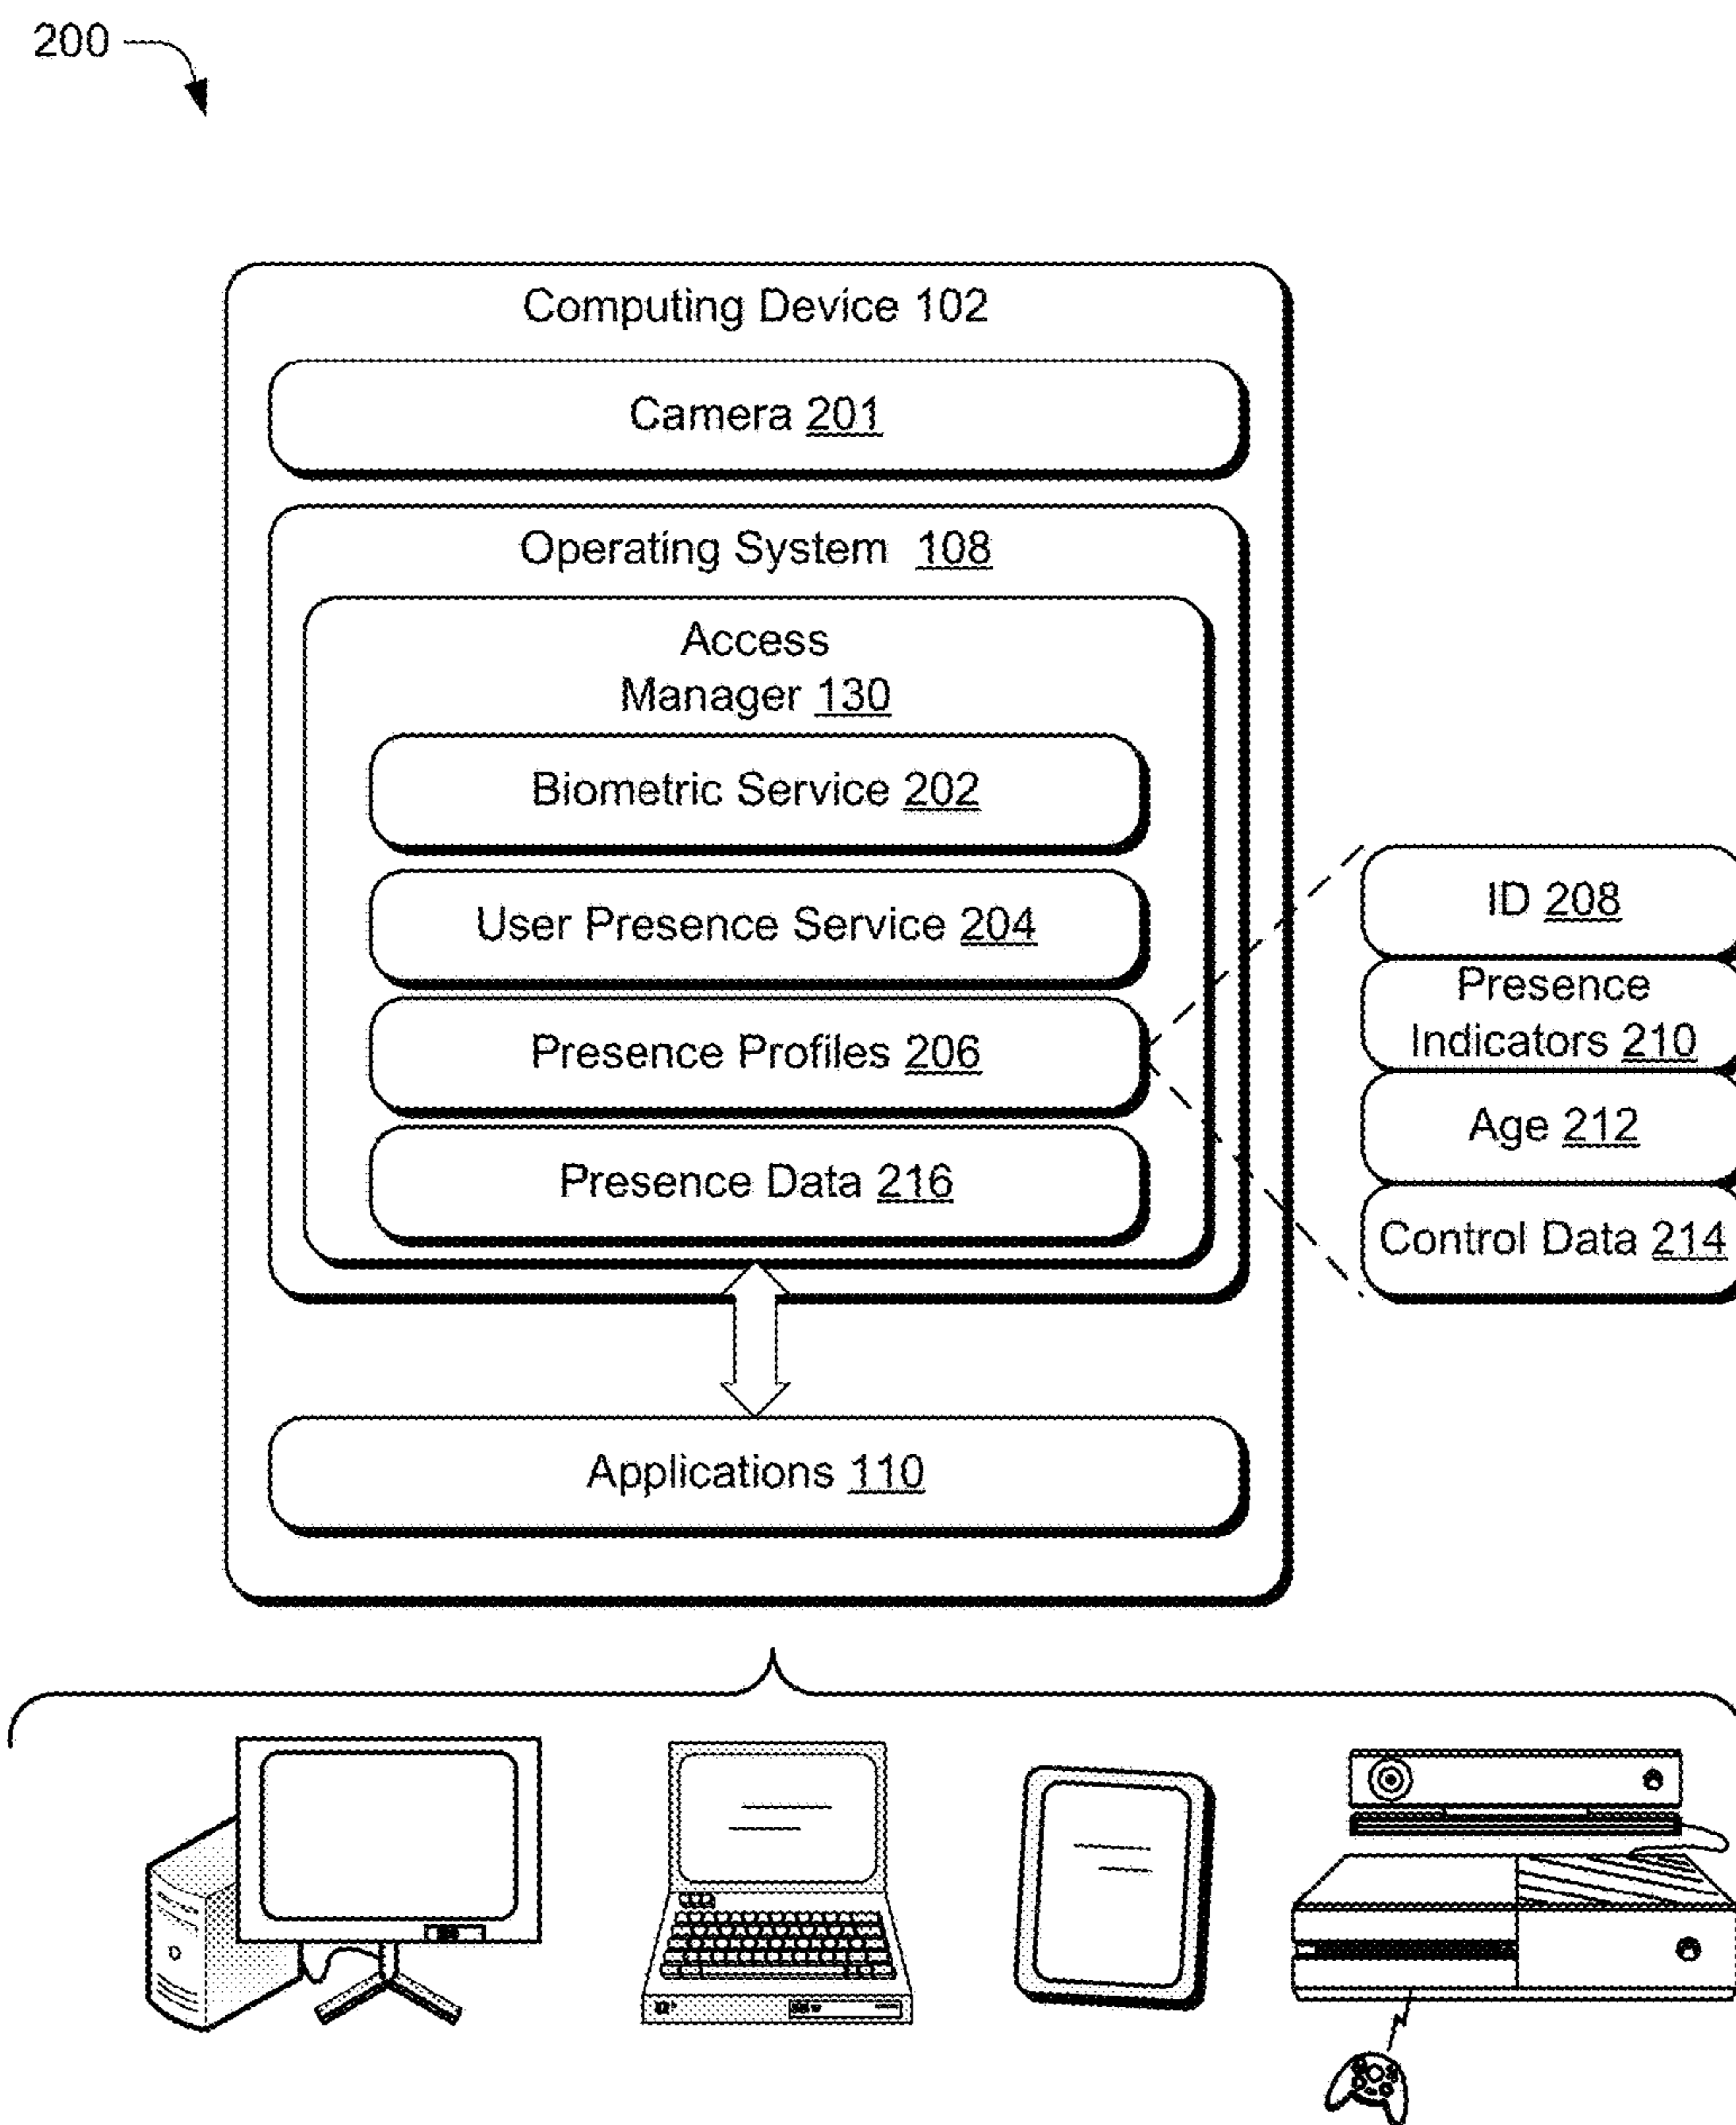 200
Computing Device 102
Camera 201
Operating System 108
Access
Manager 130
Biometric Service 202
User Presence Service 204
Presence Profiles 206
Presence Data 216
ID 208
Presence
Indicators 210
Age 212
Control Data 214
Applications 110